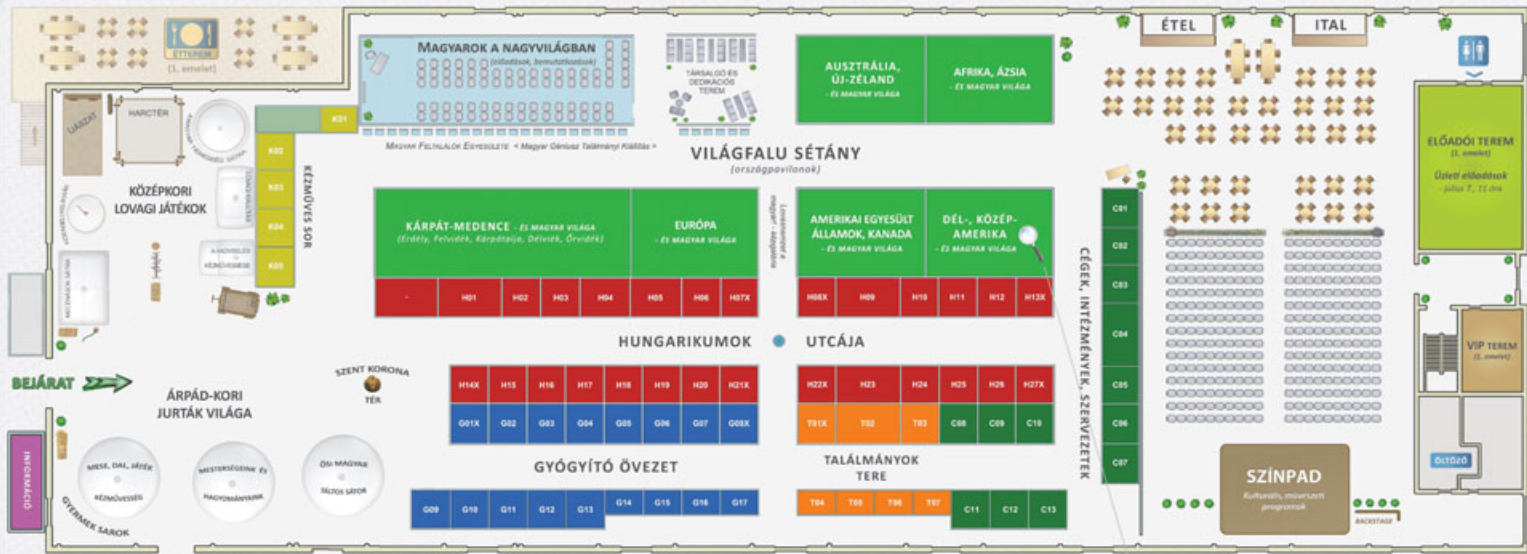 ÉTTEREM
(1. emelet)
MAGYAROK A NAGYVILÁGBAN
(előadások, bemutatkozások)
TÁRSALGÓ ÉS
DEDIKÁCIÓS
TEREM
AUSZTRÁLIA,
ÚJ-ZÉLAND
- ÉS MAGYAR VILÁGA
AFRIKA, ÁZSIA
- ÉS MAGYAR VILÁGA
ÉTEL
ITAL
ÍJÁSZAT
HARCTÉR
K01
K02
K03
K04
K05
KÉZMŰVES SOR
KÖZÉPKORI
LOVAGI JÁTÉKOK
MAGYAR FELTALÁLÓK EGYESÜLETE < Magyar Géniusz Találmányi Kiállítás >
VILÁGFALU SÉTÁNY
(országpavilonok)
ELŐADÓI TEREM
(1. emelet)
Üzleti előadások
- július 7., 11 óra
KÁRPÁT-MEDENCE - ÉS MAGYAR VILÁGA
(Erdély, Felvidék, Kárpátalja, Délvidék, Őrvidék)
EURÓPA
- ÉS MAGYAR VILÁGA
AMERIKAI EGYESÜLT
ÁLLAMOK, KANADA
- ÉS MAGYAR VILÁGA
DÉL-, KÖZÉP-
AMERIKA
- ÉS MAGYAR VILÁGA
- H01 H02 H03 H04 H05 H06 H07X
H08X H09 H10 H11 H12 H13X
C01
C02
C03
C04
C05
C06
C07
CÉGEK, INTÉZMÉNYEK, SZERVEZETEK
HUNGARIKUMOK UTCÁJA
VIP TEREM
(1. emelet)
BEJÁRAT
ÁRPÁD-KORI
JURTÁK VILÁGA
SZENT KORONA
TÉR
H14X H15 H16 H17 H18 H19 H20 H21X
H22X H23 H24 H25 H26 H27X
G01X G02 G03 G04 G05 G06 G07 G08X
T01X T02 T03 C08 C09 C10
INFORMÁCIÓ
MESE, DAL, JÁTÉK
KÉZMŰVESSÉG
GYERMEK SAROK
MESTERSÉGEINK ÉS
HAGYOMÁNYAINK
ŐSI MAGYAR
TÁLTOS SÁTOR
GYÓGYÍTÓ ÖVEZET
TALÁLMÁNYOK
TERE
G09 G10 G11 G12 G13 G14 G15 G16 G17
T04 T05 T06 T07 C11 C12 C13
SZÍNPAD
Kulturális, művészeti
programok
BACKSTAGE
ÖLTÖZŐ